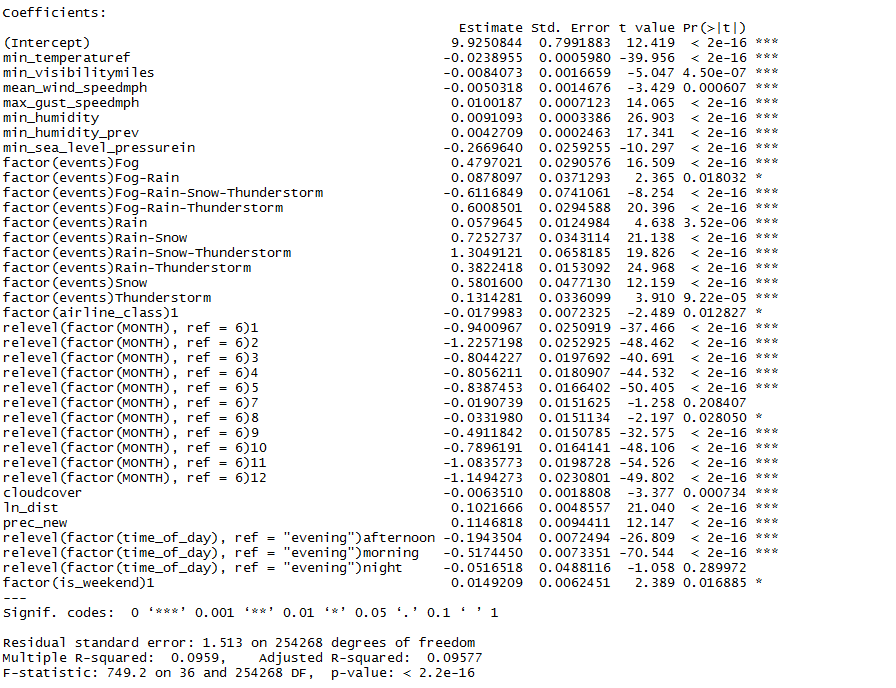 Coefficients:
Estimate Std. Error t value Pr(>|t|)
(Intercept) 9.9250844 0.7991883 12.419 < 2e-16 ***
min_temperaturef -0.0238955 0.0005980 -39.956 < 2e-16 ***
min_visibilitymiles -0.0084073 0.0016659 -5.047 4.50e-07 ***
mean_wind_speedmph -0.0050318 0.0014676 -3.429 0.000607 ***
max_gust_speedmph 0.0100187 0.0007123 14.065 < 2e-16 ***
min_humidity 0.0091093 0.0003386 26.903 < 2e-16 ***
min_humidity_prev 0.0042709 0.0002463 17.341 < 2e-16 ***
min_sea_level_pressurein -0.2669640 0.0259255 -10.297 < 2e-16 ***
factor(events)Fog 0.4797021 0.0290576 16.509 < 2e-16 ***
factor(events)Fog-Rain 0.0878097 0.0371293 2.365 0.018032 *
factor(events)Fog-Rain-Snow-Thunderstorm -0.6116849 0.0741061 -8.254 < 2e-16 ***
factor(events)Fog-Rain-Thunderstorm 0.6008501 0.0294588 20.396 < 2e-16 ***
factor(events)Rain 0.0579645 0.0124984 4.638 3.52e-06 ***
factor(events)Rain-Snow 0.7252737 0.0343114 21.138 < 2e-16 ***
factor(events)Rain-Snow-Thunderstorm 1.3049121 0.0658185 19.826 < 2e-16 ***
factor(events)Rain-Thunderstorm 0.3822418 0.0153092 24.968 < 2e-16 ***
factor(events)Snow 0.5801600 0.0477130 12.159 < 2e-16 ***
factor(events)Thunderstorm 0.1314281 0.0336099 3.910 9.22e-05 ***
factor(airline_class)1 -0.0179983 0.0072325 -2.489 0.012827 *
relevel(factor(MONTH), ref = 6)1 -0.9400967 0.0250919 -37.466 < 2e-16 ***
relevel(factor(MONTH), ref = 6)2 -1.2257198 0.0252925 -48.462 < 2e-16 ***
relevel(factor(MONTH), ref = 6)3 -0.8044227 0.0197692 -40.691 < 2e-16 ***
relevel(factor(MONTH), ref = 6)4 -0.8056211 0.0180907 -44.532 < 2e-16 ***
relevel(factor(MONTH), ref = 6)5 -0.8387453 0.0166402 -50.405 < 2e-16 ***
relevel(factor(MONTH), ref = 6)7 -0.0190739 0.0151625 -1.258 0.208407
relevel(factor(MONTH), ref = 6)8 -0.0331980 0.0151134 -2.197 0.028050 *
relevel(factor(MONTH), ref = 6)9 -0.4911842 0.0150785 -32.575 < 2e-16 ***
relevel(factor(MONTH), ref = 6)10 -0.7896191 0.0164141 -48.106 < 2e-16 ***
relevel(factor(MONTH), ref = 6)11 -1.0835773 0.0198728 -54.526 < 2e-16 ***
relevel(factor(MONTH), ref = 6)12 -1.1494273 0.0230801 -49.802 < 2e-16 ***
cloudcover -0.0063510 0.0018808 -3.377 0.000734 ***
ln_dist 0.1021666 0.0048557 21.040 < 2e-16 ***
prec_new 0.1146818 0.0094411 12.147 < 2e-16 ***
relevel(factor(time_of_day), ref = "evening")afternoon -0.1943504 0.0072494 -26.809 < 2e-16 ***
relevel(factor(time_of_day), ref = "evening")morning -0.5174450 0.0073351 -70.544 < 2e-16 ***
relevel(factor(time_of_day), ref = "evening")night -0.0516518 0.0488116 -1.058 0.289972
factor(is_weekend)1 0.0149209 0.0062451 2.389 0.016885 *
---
Signif. codes: 0 ‘***’ 0.001 ‘**’ 0.01 ‘*’ 0.05 ‘.’ 0.1 ‘ ’ 1
Residual standard error: 1.513 on 254268 degrees of freedom
Multiple R-squared: 0.0959, Adjusted R-squared: 0.09577
F-statistic: 749.2 on 36 and 254268 DF, p-value: < 2.2e-16